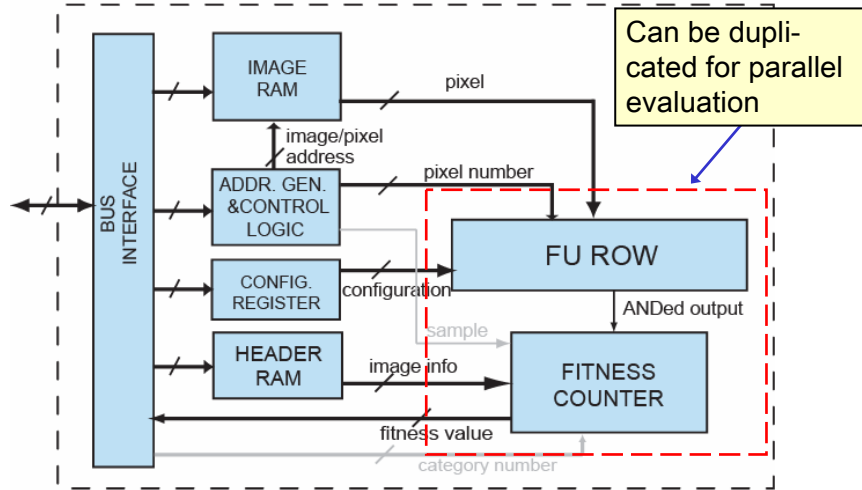 Can be dupli-
cated for parallel
evaluation
BUS
INTERFACE
IMAGE
RAM
pixel
image/pixel
address
ADDR. GEN.
&CONTROL
LOGIC
pixel number
FU ROW
CONFIG.
REGISTER
configuration
ANDed output
sample
HEADER
RAM
image info
FITNESS
COUNTER
fitness value
category number